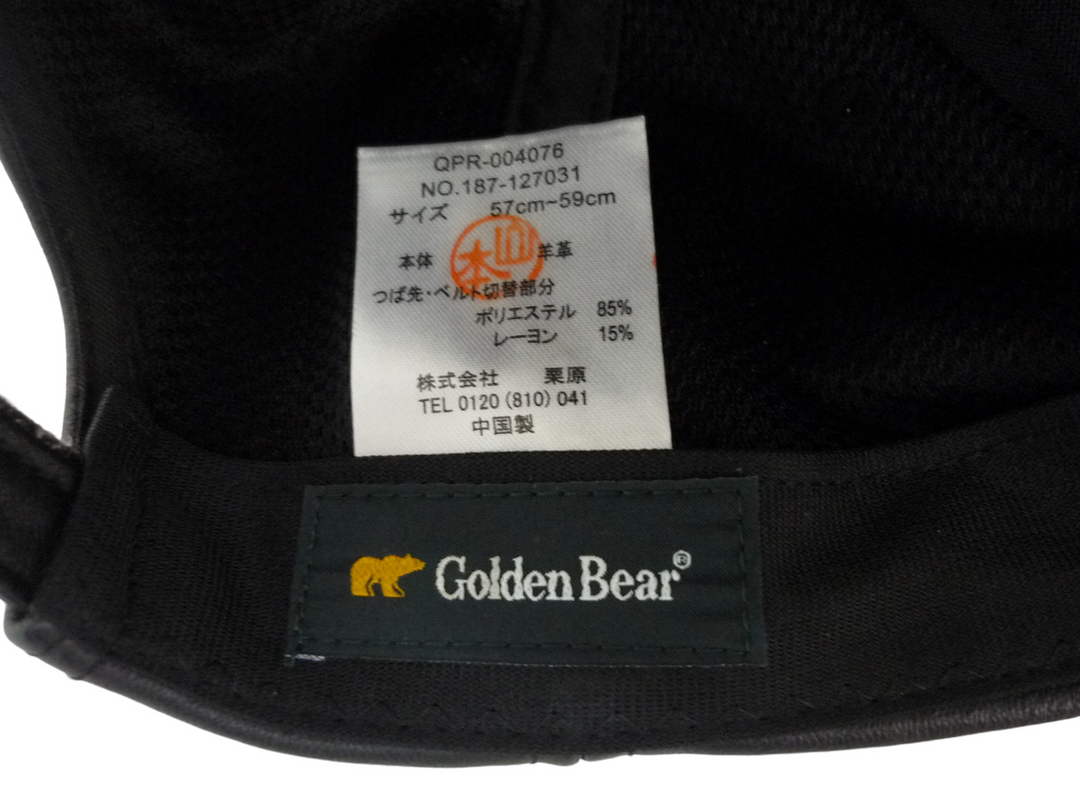 QPR-004076
NO.187-127031
サイズ 57cm~59cm
本体 羊革
つば先・ベルト切替部分
ポリエステル 85%
レーヨン 15%
株式会社 栗原
TEL 0120 (810) 041
中国製
Golden Bear®